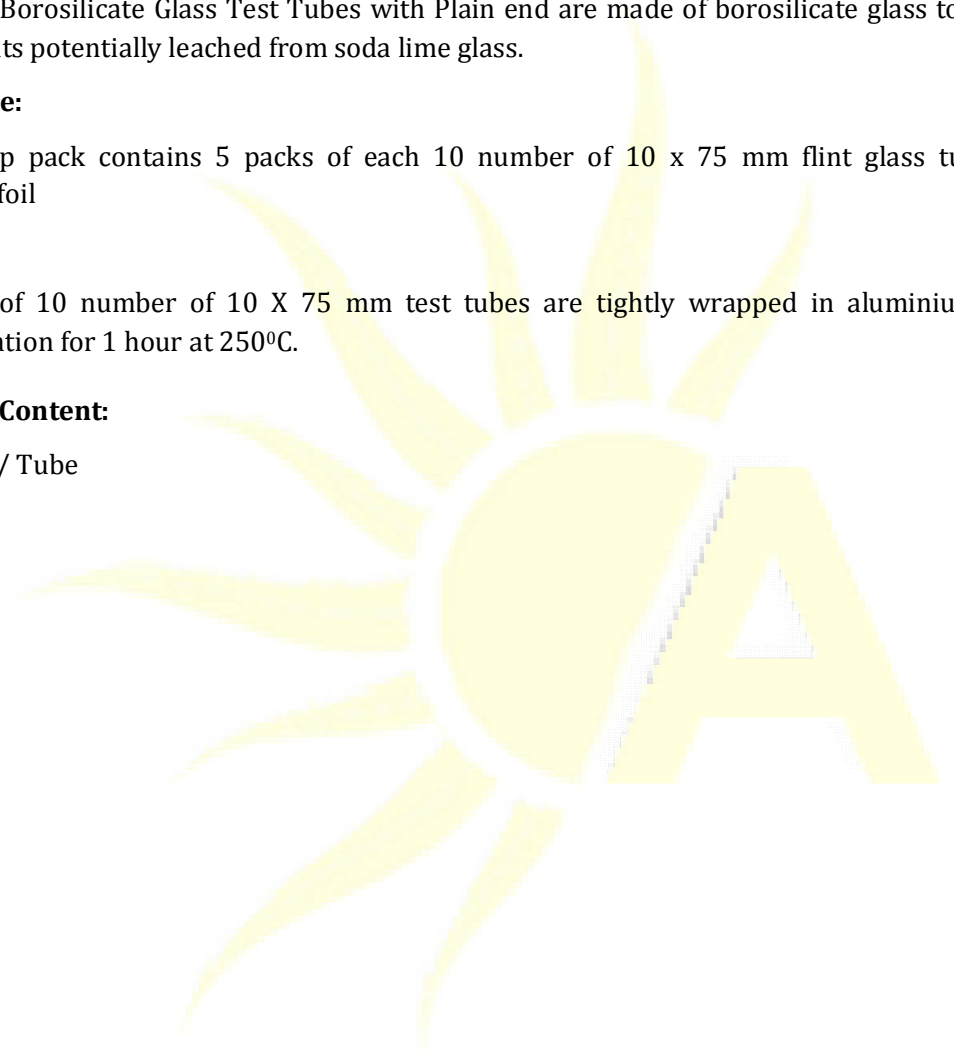 Borosilicate Glass Test Tubes with Plain end are made of borosilicate glass to
ts potentially leached from soda lime glass.
e:
p pack contains 5 packs of each 10 number of 10 x 75 mm flint glass tu
foil
of 10 number of 10 X 75 mm test tubes are tightly wrapped in aluminiu
ation for 1 hour at 250⁰C.
Content:
/ Tube
A